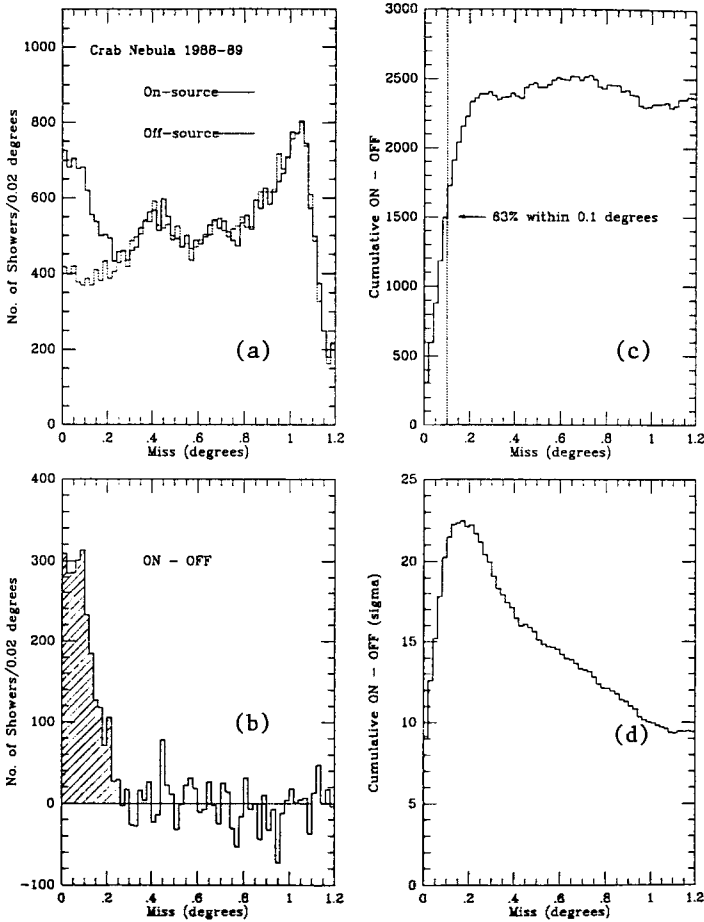 No. of Showers/0.02 degrees
1000
800
600
400
200
0
Crab Nebula 1988-89
On-source
Off-source
(a)
0 .2 .4 .6 .8 1 1.2
Miss (degrees)
Cumulative ON - OFF
3000
2500
2000
1500
1000
500
0
63% within 0.1 degrees
(c)
0 .2 .4 .6 .8 1 1.2
Miss (degrees)
No. of Showers/0.02 degrees
400
300
200
100
0
-100
ON - OFF
(b)
0 .2 .4 .6 .8 1 1.2
Miss (degrees)
Cumulative ON - OFF (sigma)
25
20
15
10
5
0
(d)
0 .2 .4 .6 .8 1 1.2
Miss (degrees)